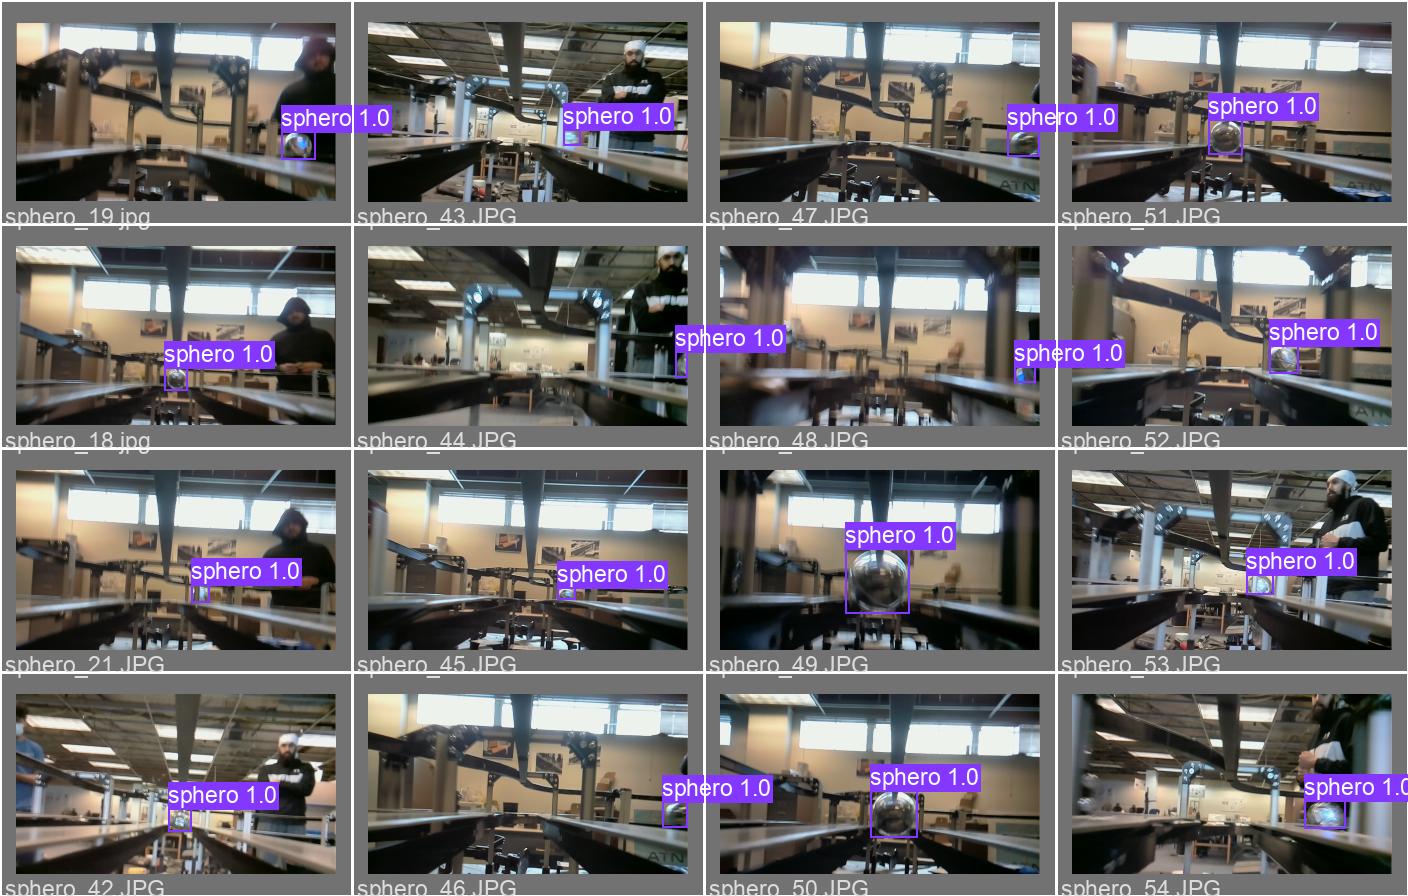 sphero 1.0
sphero_19.jpg
sphero 1.0
sphero_43.JPG
sphero 1.0
ATN
sphero_47.JPG
sphero 1.0
ATN
sphero_51.JPG
sphero 1.0
sphero_18.jpg
sphero 1.0
sphero_44.JPG
sphero 1.0
sphero_48.JPG
sphero 1.0
ATN
sphero_52.JPG
sphero 1.0
sphero_21.JPG
sphero 1.0
sphero_45.JPG
sphero 1.0
sphero_49.JPG
sphero 1.0
sphero_53.JPG
sphero 1.0
sphero_42.JPG
sphero 1.0
ATN
sphero_46.JPG
sphero 1.0
sphero_50.JPG
sphero 1.0
sphero_54.JPG